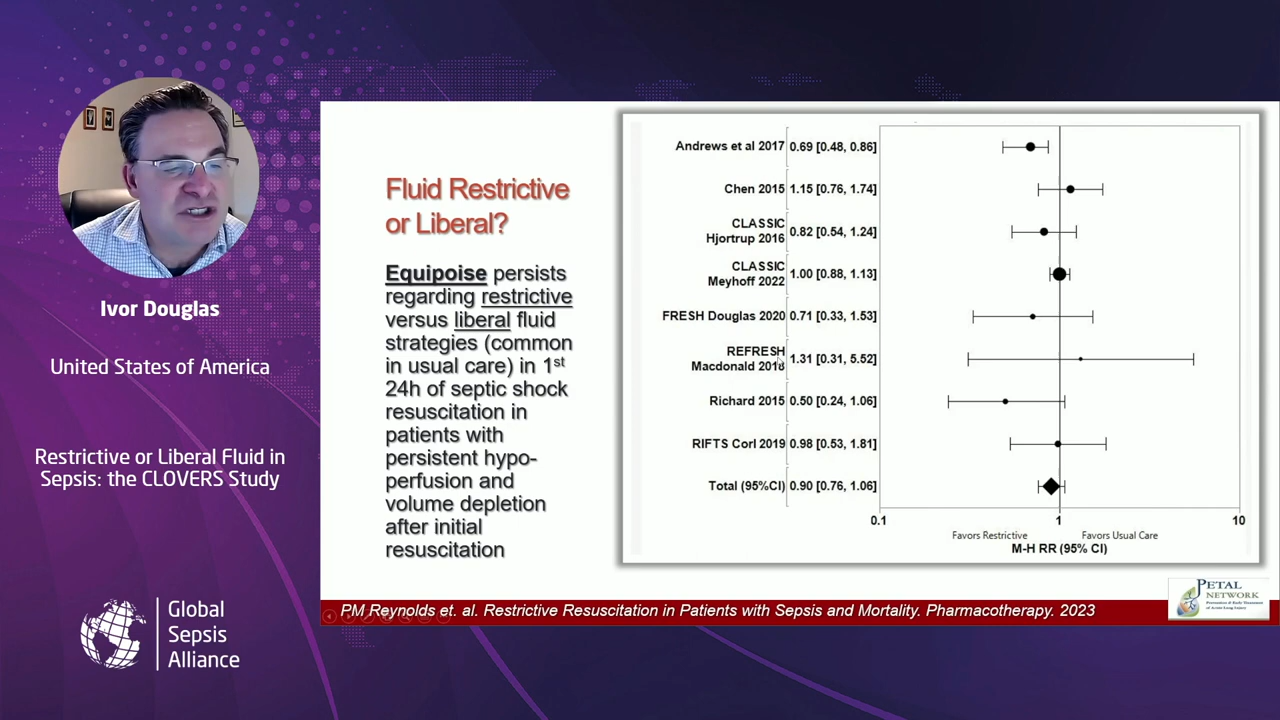 Ivor Douglas
United States of America
Restrictive or Liberal Fluid in
Sepsis: the CLOVERS Study
Global
Sepsis
Alliance
Fluid Restrictive
or Liberal?
Equipoise persists
regarding restrictive
versus liberal fluid
strategies (common
in usual care) in 1st
24h of septic shock
resuscitation in
patients with
persistent hypo-
perfusion and
volume depletion
after initial
resuscitation
Andrews et al 2017 0.69 [0.48, 0.86]
Chen 2015 1.15 [0.76, 1.74]
CLASSIC
Hjortrup 2016 0.82 [0.54, 1.24]
CLASSIC
Meyhoff 2022 1.00 [0.88, 1.13]
FRESH Douglas 2020 0.71 [0.33, 1.53]
REFRESH
Macdonald 2018 1.31 [0.31, 5.52]
Richard 2015 0.50 [0.24, 1.06]
RIFTS Corl 2019 0.98 [0.53, 1.81]
Total (95%CI) 0.90 [0.76, 1.06]
0.1 1 10
Favors Restrictive Favors Usual Care
M-H RR (95% CI)
PM Reynolds et. al. Restrictive Resuscitation in Patients with Sepsis and Mortality. Pharmacotherapy. 2023
PETAL
NETWORK
Prevention & Early Treatment
of Acute Lung Injury